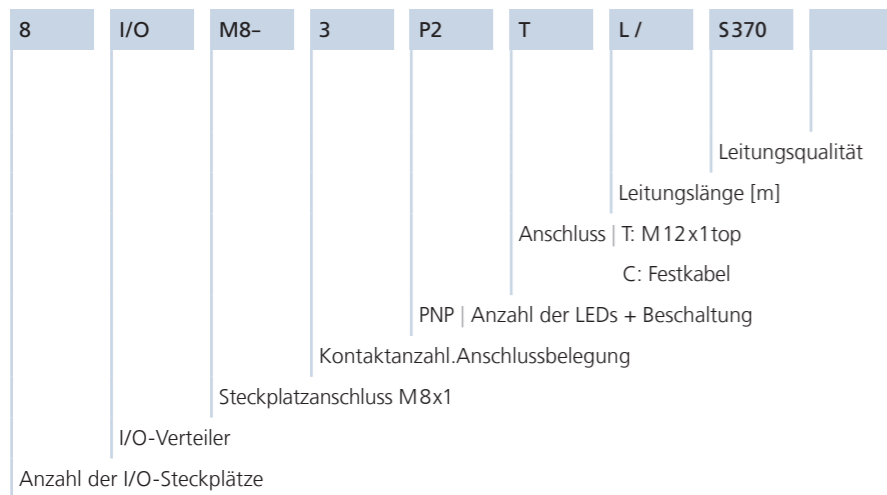 8 I/O M8– 3 P2 T L / S370
Leitungsqualität
Leitungslänge [m]
Anschluss | T: M12x1top
C: Festkabel
PNP | Anzahl der LEDs + Beschaltung
Kontaktanzahl.Anschlussbelegung
Steckplatzanschluss M8x1
I/O-Verteiler
Anzahl der I/O-Steckplätze